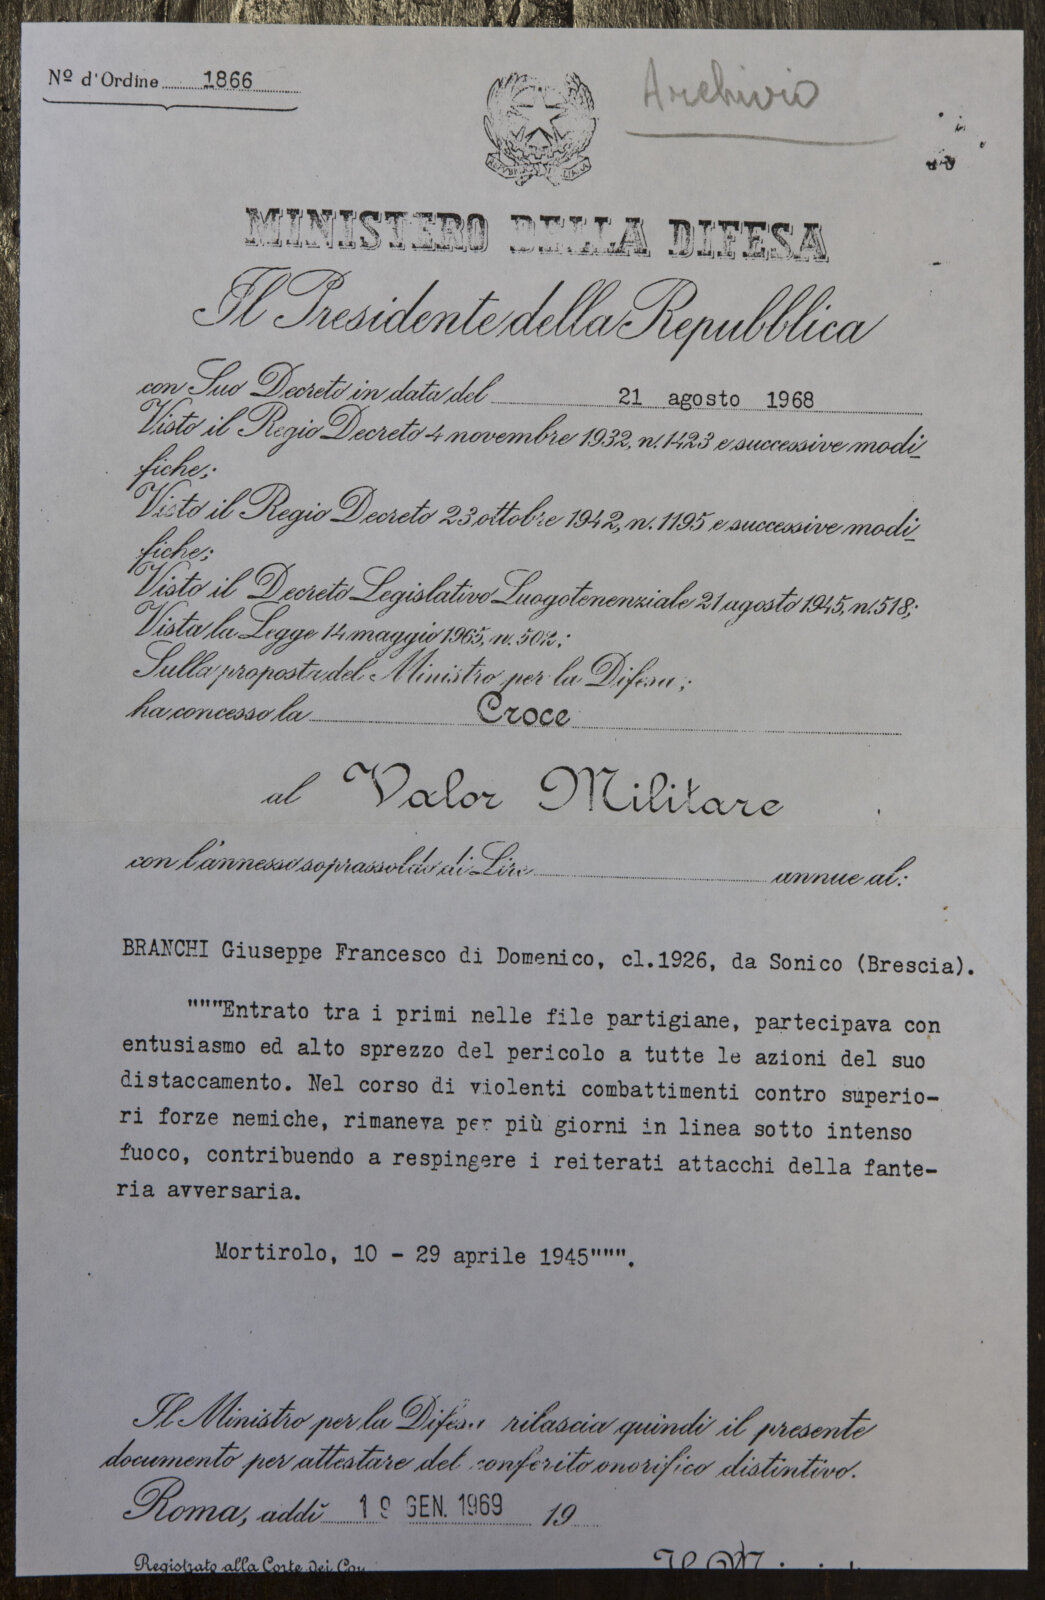 Nº d'Ordine 1866
Archivio
MINISTERO DELLA DIFESA
Il Presidente della Repubblica
con Suo Decreto in data del 21 agosto 1968
Visto il Regio Decreto 4 novembre 1932, n. 1423 e successive modi-
fiche;
Visto il Regio Decreto 23 ottobre 1942, n. 1195 e successive modi-
fiche;
Visto il Decreto Legislativo Luogotenenziale 21 agosto 1945, n. 518;
Vista la Legge 14 maggio 1965, n. 502;
Sulla proposta del Ministro per la Difesa;
ha concesso la Croce
al Valor Militare
con l'annesso soprassoldo di Lire annue al:
BRANCHI Giuseppe Francesco di Domenico, cl.1926, da Sonico (Brescia).
"""Entrato tra i primi nelle file partigiane, partecipava con
entusiasmo ed alto sprezzo del pericolo a tutte le azioni del suo
distaccamento. Nel corso di violenti combattimenti contro superio-
ri forze nemiche, rimaneva per più giorni in linea sotto intenso
fuoco, contribuendo a respingere i reiterati attacchi della fante-
ria avversaria.
Mortirolo, 10 - 29 aprile 1945""".
Il Ministro per la Difesa rilascia quindi il presente
documento per attestare del conferito onorifico distintivo.
Roma, addì 19 GEN. 1969 19
Registrato alla Corte dei